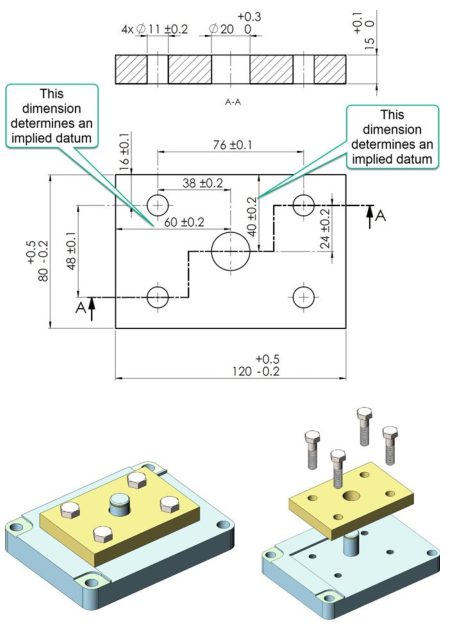 +0.3
+0.1
4x ∅11 ±0.2
∅20 0
15 0
A-A
This
dimension
determines an
implied datum
This
dimension
determines an
implied datum
76 ±0.1
16 ±0.1
38 ±0.2
60 ±0.2
40 ±0.2
24 ±0.2
A
+0.5
80 -0.2
48 ±0.1
A
+0.5
120 -0.2